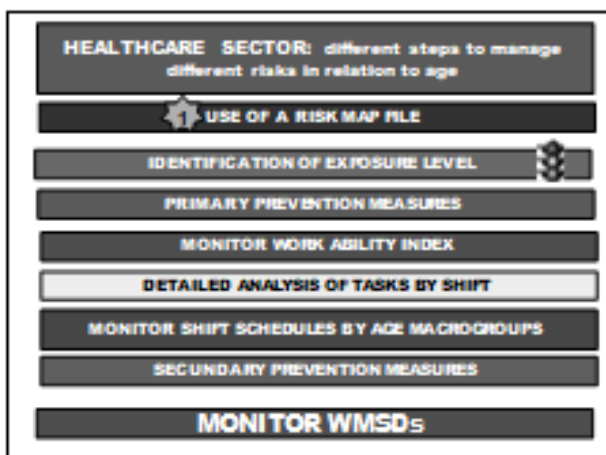 HEALTHCARE SECTOR: different steps to manage
different risks in relation to age
1 USE OF A RISK MAP FILE
IDENTIFICATION OF EXPOSURE LEVEL
PRIMARY PREVENTION MEASURES
MONITOR WORK ABILITY INDEX
DETAILED ANALYSIS OF TASKS BY SHIFT
MONITOR SHIFT SCHEDULES BY AGE MACROGROUPS
SECUNDARY PREVENTION MEASURES
MONITOR WMSDs